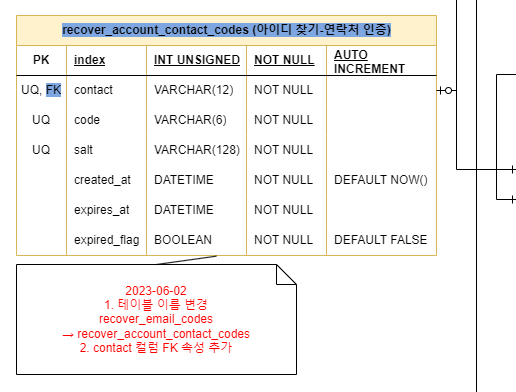 recover_account_contact_codes (아이디 찾기-연락처 인증)
PK index INT UNSIGNED NOT NULL AUTO INCREMENT
UQ, FK contact VARCHAR(12) NOT NULL
UQ code VARCHAR(6) NOT NULL
UQ salt VARCHAR(128) NOT NULL
created_at DATETIME NOT NULL DEFAULT NOW()
expires_at DATETIME NOT NULL
expired_flag BOOLEAN NOT NULL DEFAULT FALSE
2023-06-02
1. 테이블 이름 변경
recover_email_codes
→ recover_account_contact_codes
2. contact 컬럼 FK 속성 추가